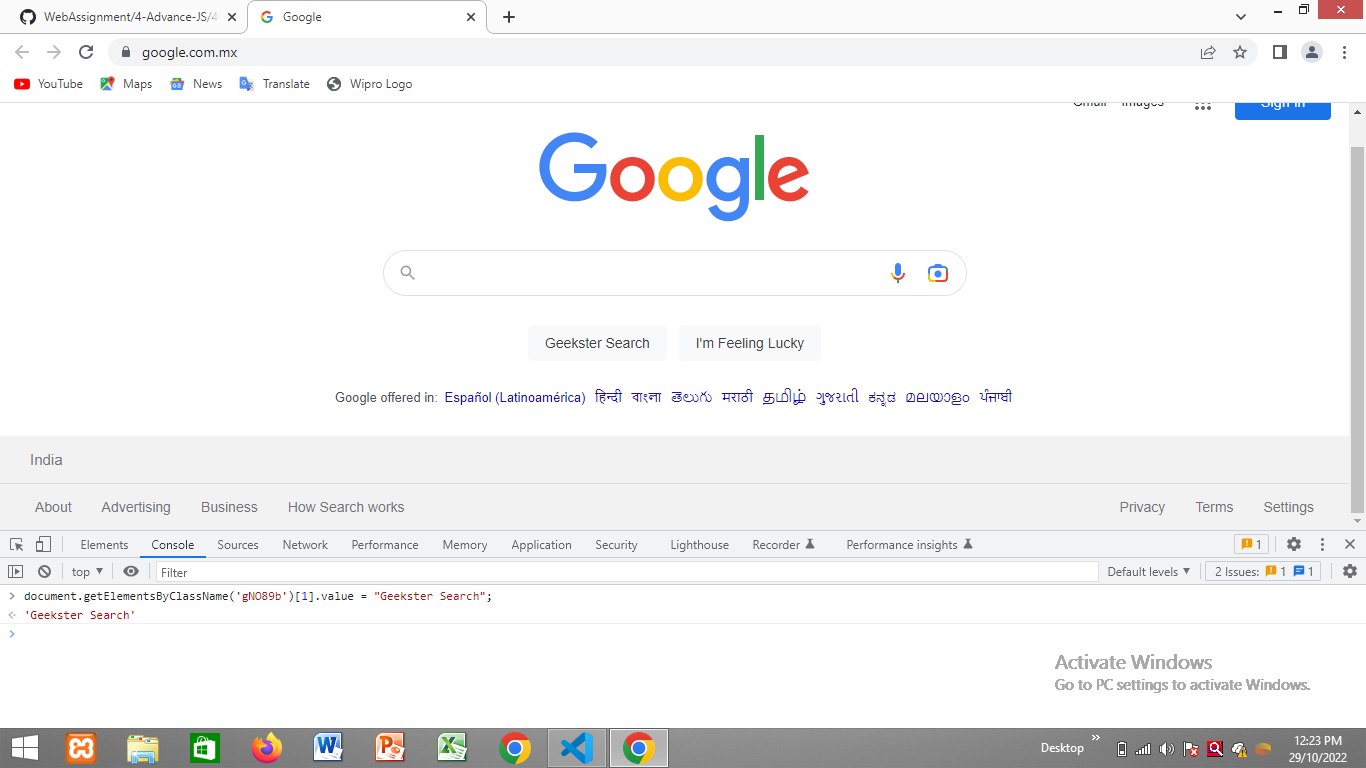 WebAssignment/4-Advance-JS/4
Google
google.com.mx
YouTube Maps News Translate Wipro Logo
Gmail Images Sign in
Google
Geekster Search I'm Feeling Lucky
Google offered in: Español (Latinoamérica) हिन्दी বাংলা తెలుగు मराठी தமிழ் ગુજરાતી ಕನ್ನಡ മലയാളം ਪੰਜਾਬੀ
India
About Advertising Business How Search works Privacy Terms Settings
Elements Console Sources Network Performance Memory Application Security Lighthouse Recorder Performance insights 1
top Filter Default levels 2 Issues: 1 1
document.getElementsByClassName('gNO89b')[1].value = "Geekster Search";
'Geekster Search'
Activate Windows
Go to PC settings to activate Windows.
Desktop 12:23 PM
29/10/2022